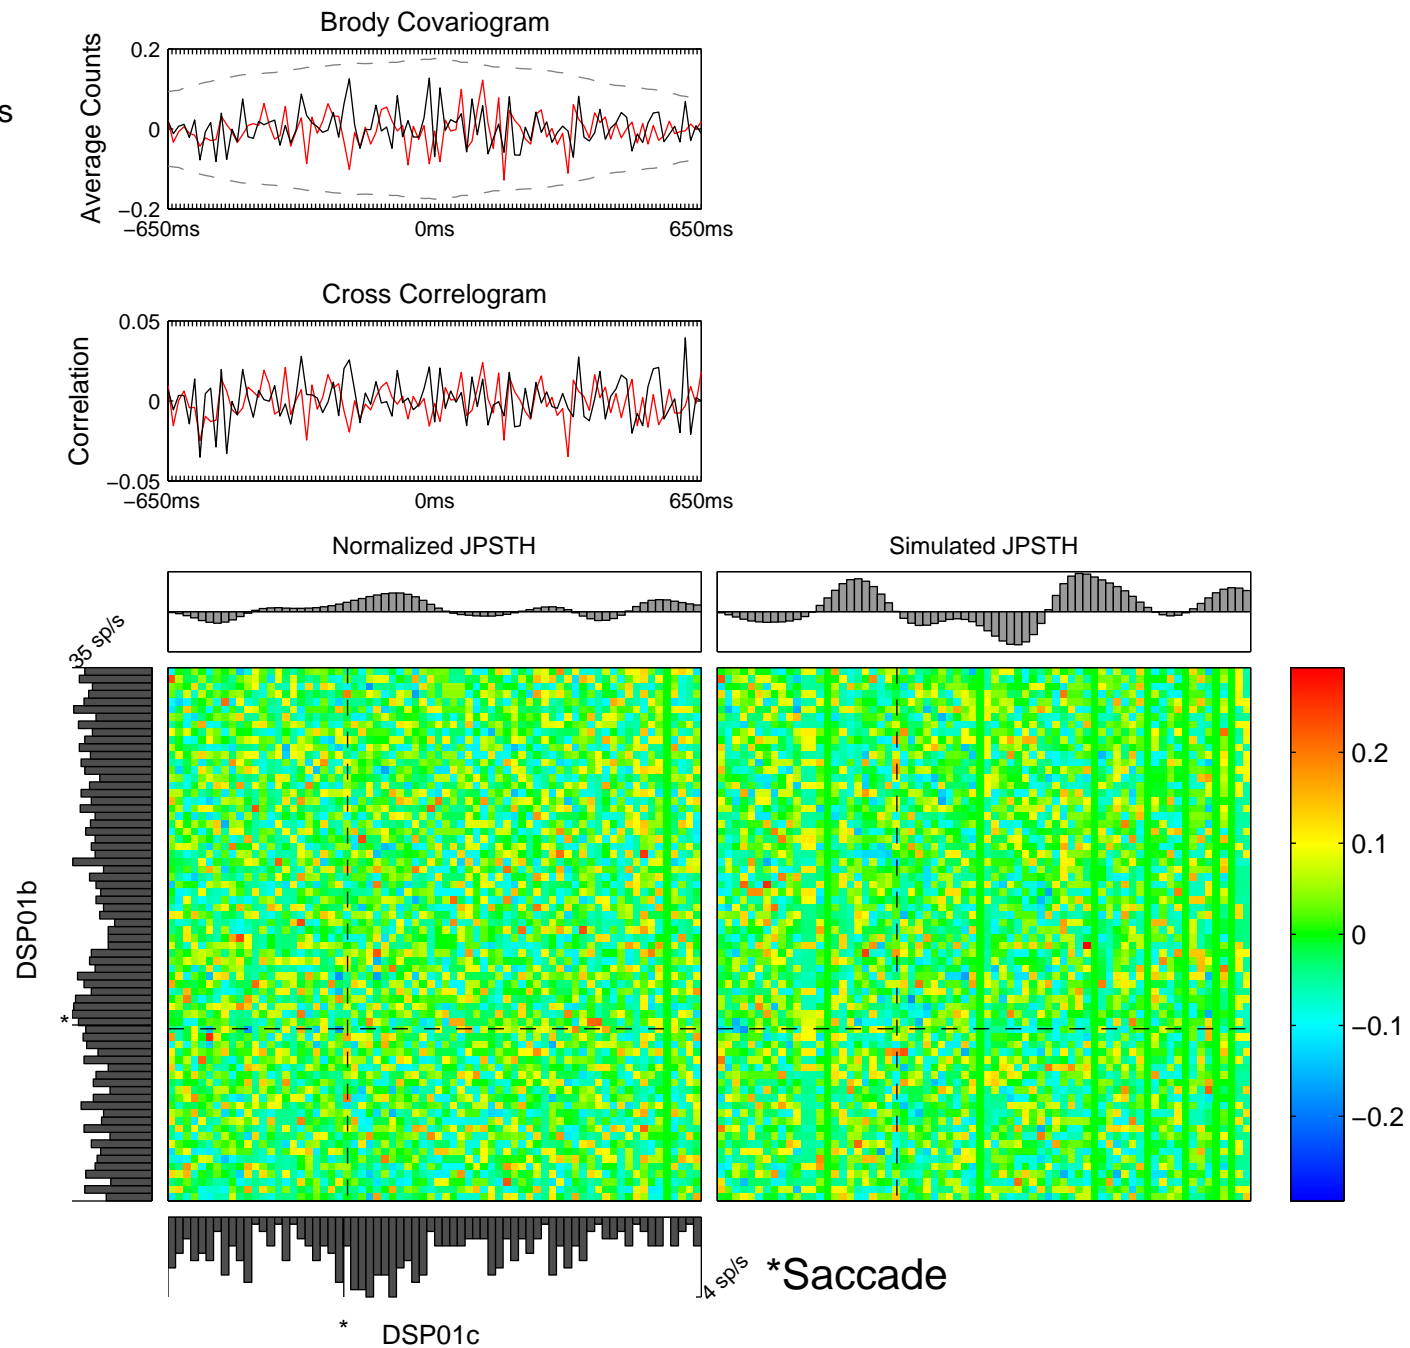 Brody Covariogram
s
Average Counts
0.2
0
−0.2
−650ms
0ms
650ms
Cross Correlogram
Correlation
0.05
0
−0.05
−650ms
0ms
650ms
Normalized JPSTH
Simulated JPSTH
35 sp/s
DSP01b
*
0.2
0.1
0
−0.1
−0.2
4 sp/s
*Saccade
*
DSP01c